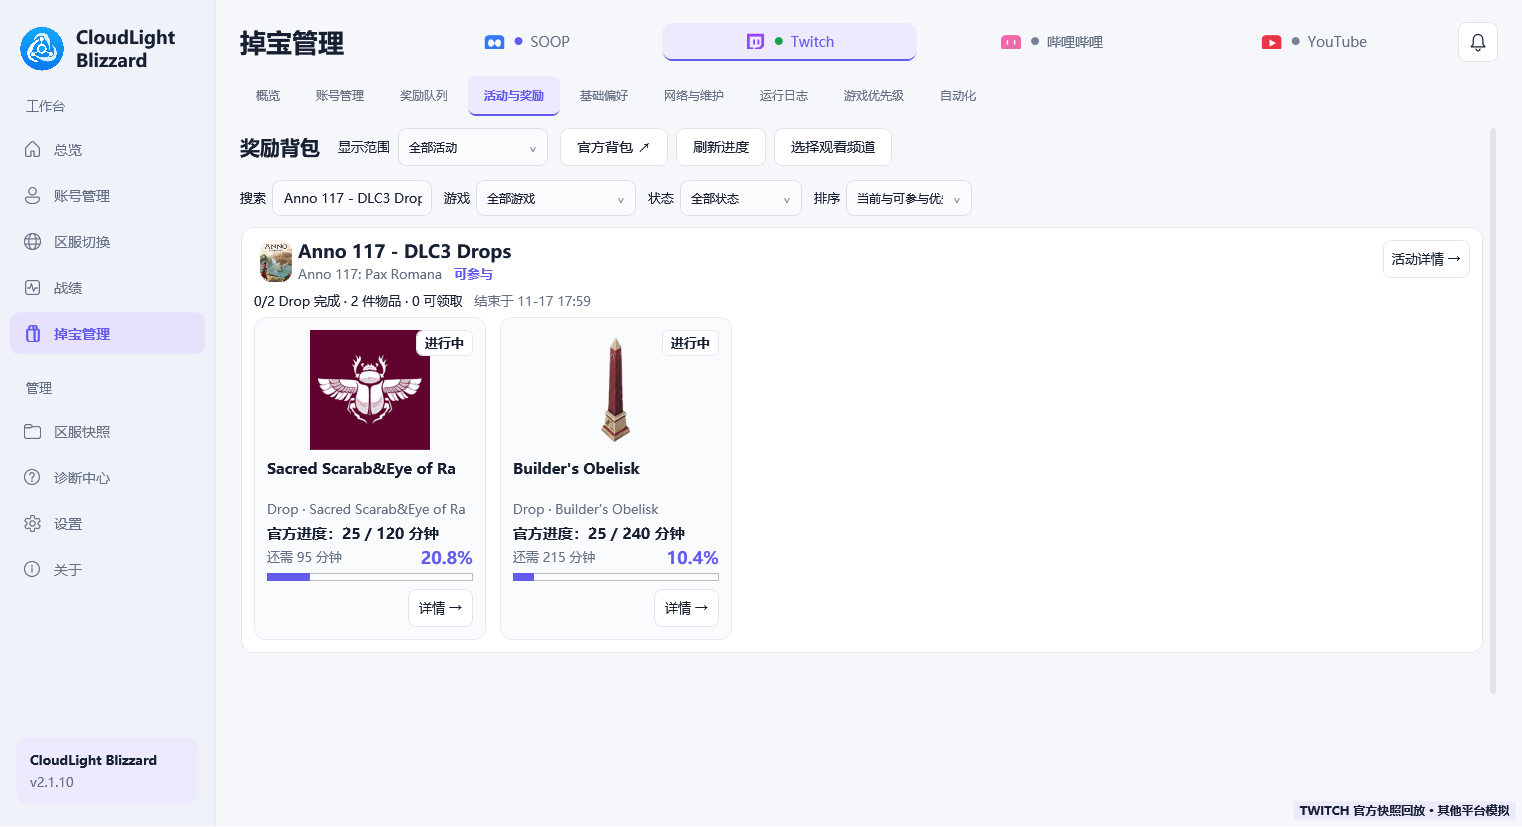 CloudLight
Blizzard
工作台
总览
账号管理
区服切换
战绩
掉宝管理
管理
区服快照
诊断中心
设置
关于
CloudLight Blizzard
v2.1.10
掉宝管理
SOOP
Twitch
哔哩哔哩
YouTube
概览 账号管理 奖励队列 活动与奖励 基础偏好 网络与维护 运行日志 游戏优先级 自动化
奖励背包 显示范围 全部活动 官方背包 ↗ 刷新进度 选择观看频道
搜索 Anno 117 - DLC3 Drop 游戏 全部游戏 状态 全部状态 排序 当前与可参与优
ANNO
Anno 117 - DLC3 Drops
Anno 117: Pax Romana 可参与
活动详情 →
0/2 Drop 完成 · 2 件物品 · 0 可领取 结束于 11-17 17:59
进行中
Sacred Scarab&Eye of Ra
Drop · Sacred Scarab&Eye of Ra
官方进度：25 / 120 分钟
还需 95 分钟 20.8%
详情 →
进行中
Builder's Obelisk
Drop · Builder's Obelisk
官方进度：25 / 240 分钟
还需 215 分钟 10.4%
详情 →
TWITCH 官方快照回放 • 其他平台模拟